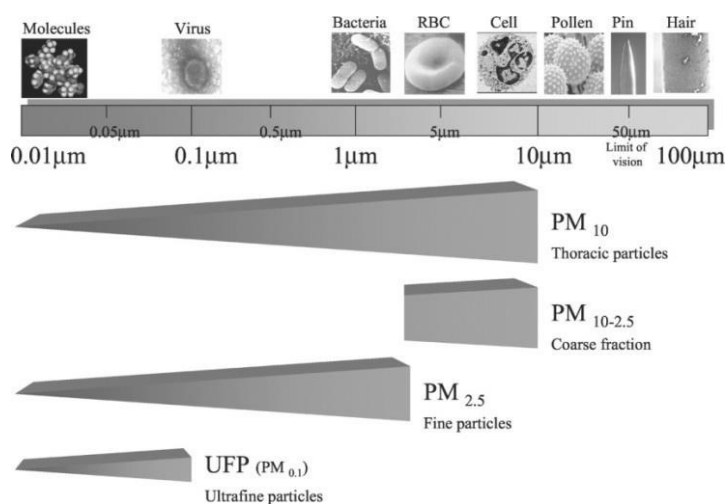 Molecules Virus Bacteria RBC Cell Pollen Pin Hair
0.05μm 0.5μm 5μm 50μm
0.01μm 0.1μm 1μm 10μm Limit of vision 100μm
PM 10
Thoracic particles
PM 10-2.5
Coarse fraction
PM 2.5
Fine particles
UFP (PM 0.1)
Ultrafine particles